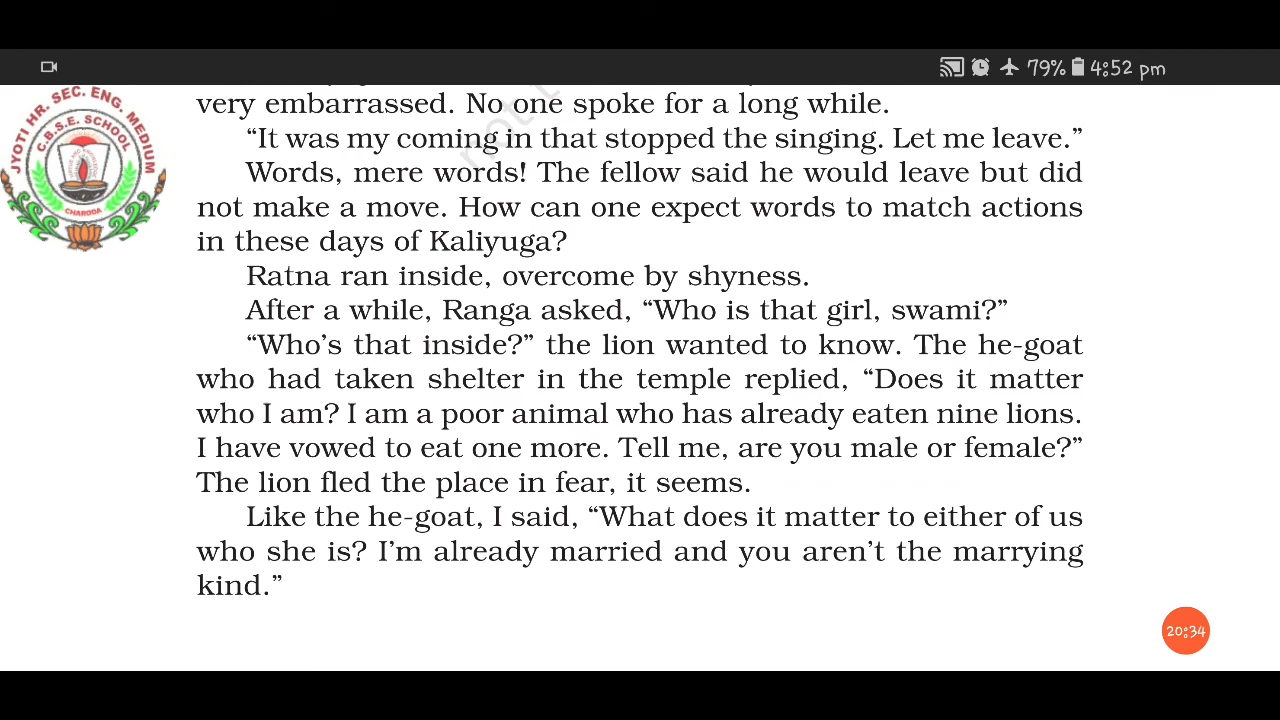 79% 4:52 pm
JYOTI HR. SEC. ENG. MEDIUM
C.B.S.E. SCHOOL
CHARODA
very embarrassed. No one spoke for a long while.
“It was my coming in that stopped the singing. Let me leave.”
Words, mere words! The fellow said he would leave but did
not make a move. How can one expect words to match actions
in these days of Kaliyuga?
Ratna ran inside, overcome by shyness.
After a while, Ranga asked, “Who is that girl, swami?”
“Who’s that inside?” the lion wanted to know. The he-goat
who had taken shelter in the temple replied, “Does it matter
who I am? I am a poor animal who has already eaten nine lions.
I have vowed to eat one more. Tell me, are you male or female?”
The lion fled the place in fear, it seems.
Like the he-goat, I said, “What does it matter to either of us
who she is? I’m already married and you aren’t the marrying
kind.”
20:34
not